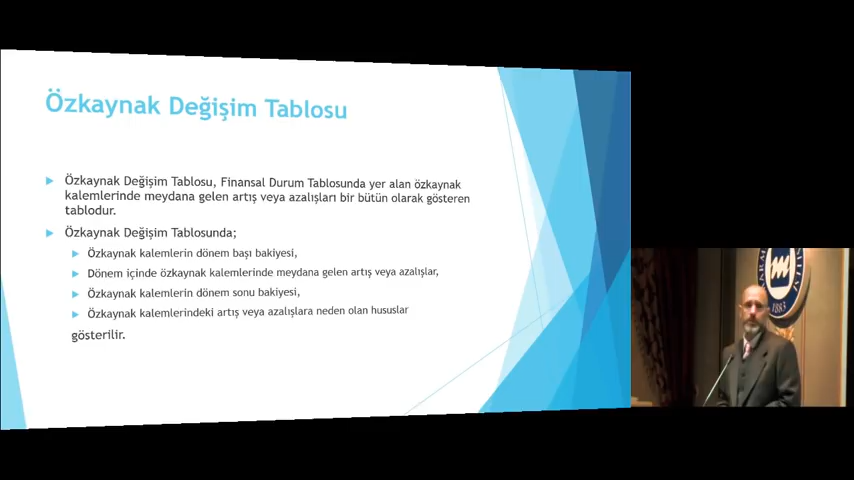 Özkaynak Değişim Tablosu
Özkaynak Değişim Tablosu, Finansal Durum Tablosunda yer alan özkaynak
kalemlerinde meydana gelen artış veya azalışları bir bütün olarak gösteren
tablodur.
Özkaynak Değişim Tablosunda;
Özkaynak kalemlerin dönem başı bakiyesi,
Dönem içinde özkaynak kalemlerinde meydana gelen artış veya azalışlar,
Özkaynak kalemlerin dönem sonu bakiyesi,
Özkaynak kalemlerindeki artış veya azalışlara neden olan hususlar
gösterilir.
1883